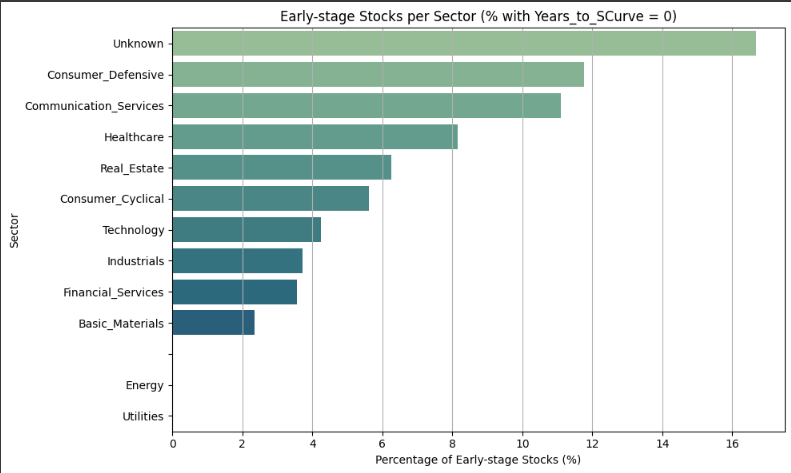 Early-stage Stocks per Sector (% with Years_to_SCurve = 0)
Unknown
Consumer_Defensive
Communication_Services
Healthcare
Real_Estate
Consumer_Cyclical
Technology
Industrials
Financial_Services
Basic_Materials
Energy
Utilities
Sector
0 2 4 6 8 10 12 14 16
Percentage of Early-stage Stocks (%)